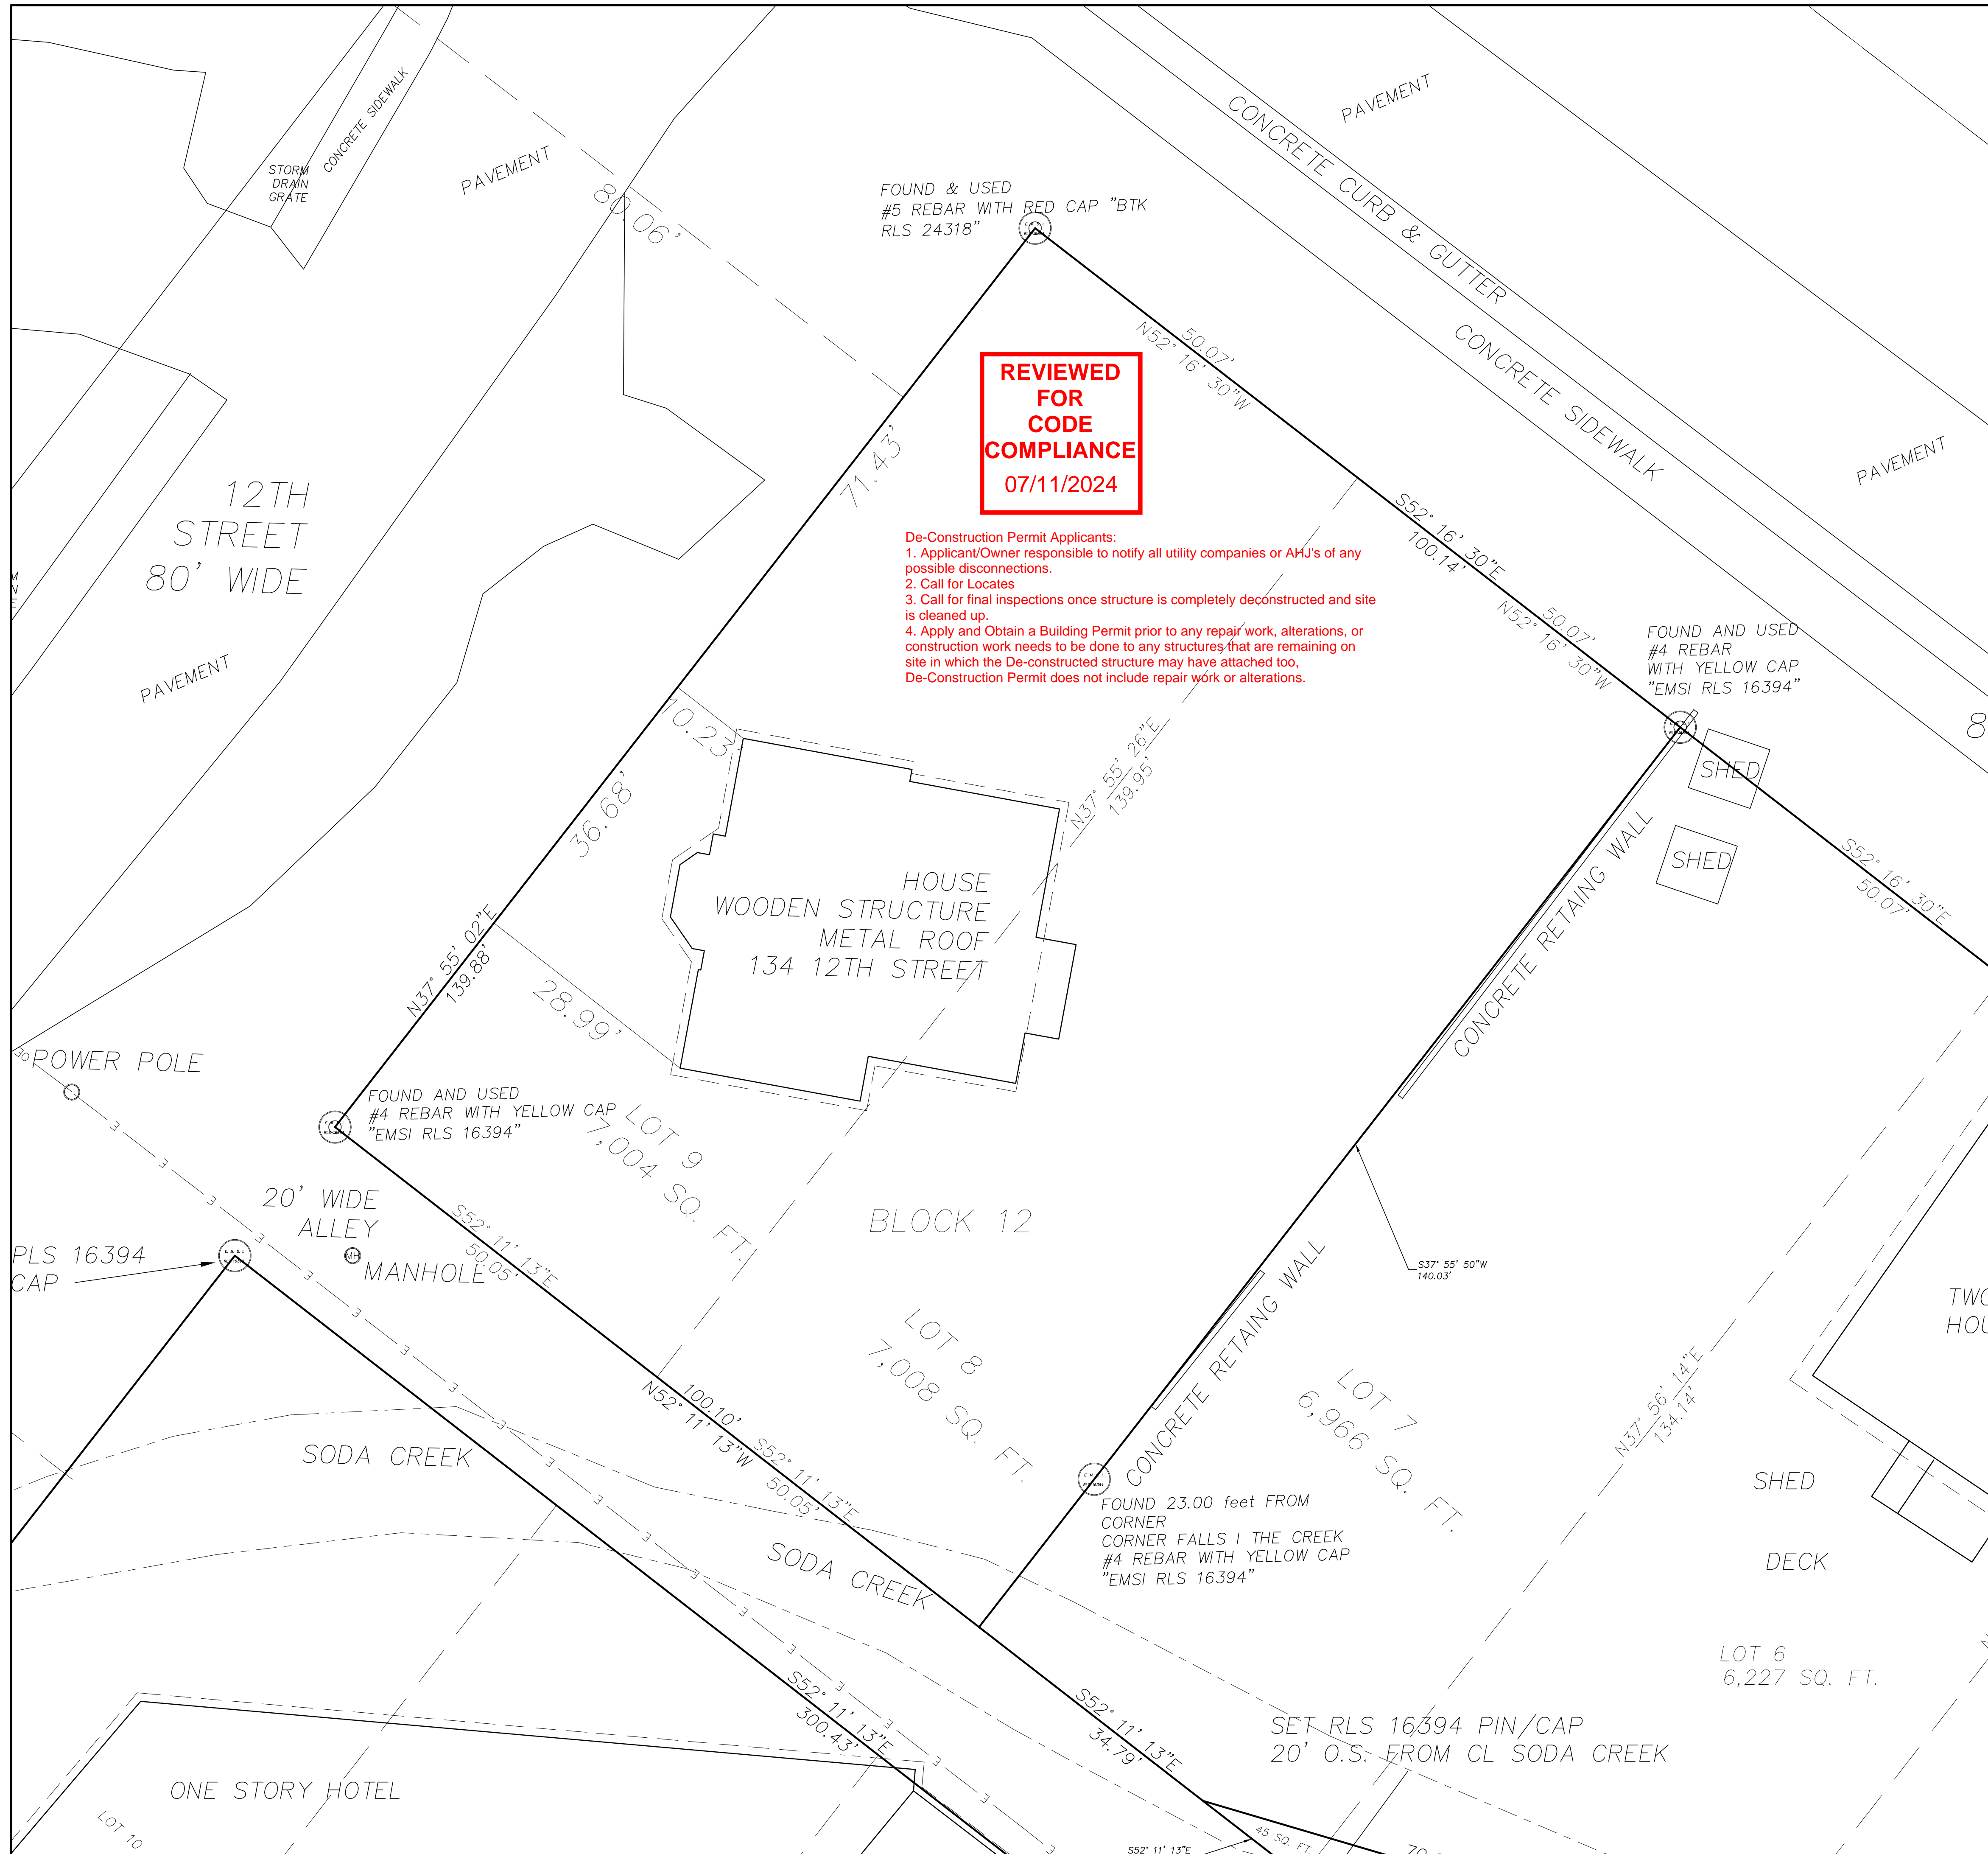 CONCRETE SIDEWALK
STORM
DRAIN
GRATE
PAVEMENT
80.06'
FOUND & USED
#5 REBAR WITH RED CAP "BTK
RLS 24318"
PAVEMENT
CONCRETE CURB & GUTTER
CONCRETE SIDEWALK
PAVEMENT
50.07'
N52° 16' 30"W
REVIEWED
FOR
CODE
COMPLIANCE
07/11/2024
71.43'
12TH
STREET
80' WIDE
PAVEMENT
De-Construction Permit Applicants:
1. Applicant/Owner responsible to notify all utility companies or AHJ's of any
possible disconnections.
2. Call for Locates
3. Call for final inspections once structure is completely deconstructed and site
is cleaned up.
4. Apply and Obtain a Building Permit prior to any repair work, alterations, or
construction work needs to be done to any structures that are remaining on
site in which the De-constructed structure may have attached too,
De-Construction Permit does not include repair work or alterations.
S52° 16' 30"E
100.14'
50.07'
N52° 16' 30"W
FOUND AND USED
#4 REBAR
WITH YELLOW CAP
"EMSI RLS 16394"
8
SHED
SHED
S52° 16' 30"E
50.07'
10.23'
36.68'
N37° 55' 26"E
139.95'
HOUSE
WOODEN STRUCTURE
METAL ROOF
134 12TH STREET
CONCRETE RETAING WALL
N37° 55' 02"E
139.88'
28.99'
POWER POLE
FOUND AND USED
#4 REBAR WITH YELLOW CAP
"EMSI RLS 16394"
LOT 9
7,004 SQ. FT.
20' WIDE
ALLEY
MH
MANHOLE
PLS 16394
CAP
S52° 11' 13"E
50.05'
BLOCK 12
S37° 55' 50"W
140.03'
CONCRETE RETAING WALL
LOT 8
7,008 SQ. FT.
LOT 7
6,966 SQ. FT.
N37° 56' 14"E
134.14'
TWO
HOU
100.10'
N52° 11' 13"W
S52° 11' 13"E
50.05'
SODA CREEK
SHED
FOUND 23.00 feet FROM
CORNER
CORNER FALLS I THE CREEK
#4 REBAR WITH YELLOW CAP
"EMSI RLS 16394"
DECK
SODA CREEK
LOT 6
6,227 SQ. FT.
S52° 11' 13"E
300.43'
S52° 11' 13"E
34.79'
SET RLS 16394 PIN/CAP
20' O.S. FROM CL SODA CREEK
ONE STORY HOTEL
LOT 10
S52° 11' 13"E
45 SQ. FT.